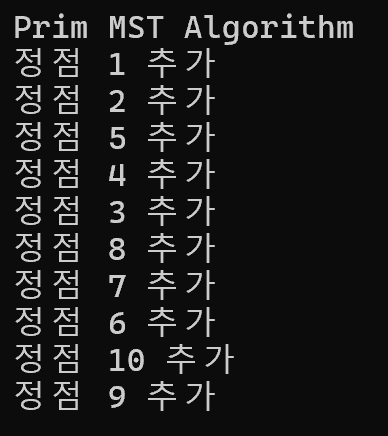 Prim MST Algorithm
정점 1 추가
정점 2 추가
정점 5 추가
정점 4 추가
정점 3 추가
정점 8 추가
정점 7 추가
정점 6 추가
정점 10 추가
정점 9 추가